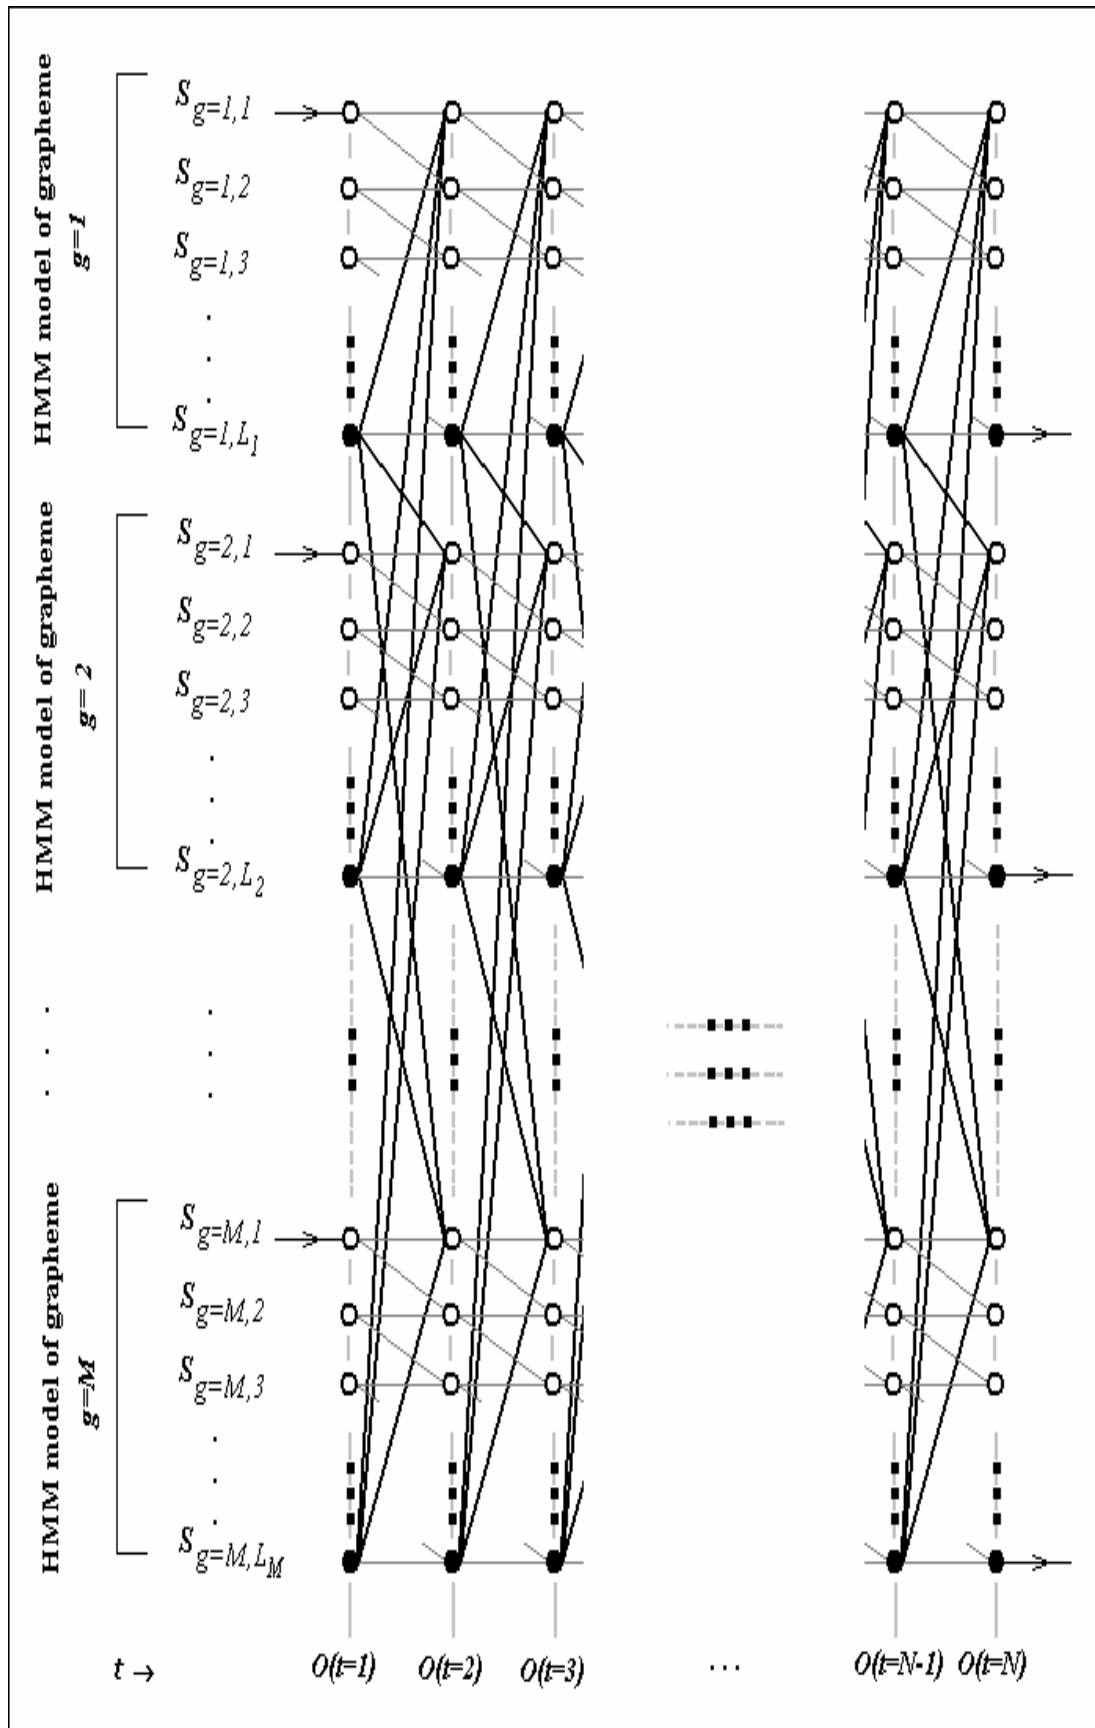 HMM model of grapheme
g=1
S g=1,1
S g=1,2
S g=1,3
.
.
.
S g=1,L1
HMM model of grapheme
g= 2
S g=2,1
S g=2,2
S g=2,3
.
.
.
S g=2,L2
. . .
.
.
.
HMM model of grapheme
g=M
S g=M,1
S g=M,2
S g=M,3
.
.
.
S g=M,LM
t → O(t=1) O(t=2) O(t=3) ... O(t=N-1) O(t=N)